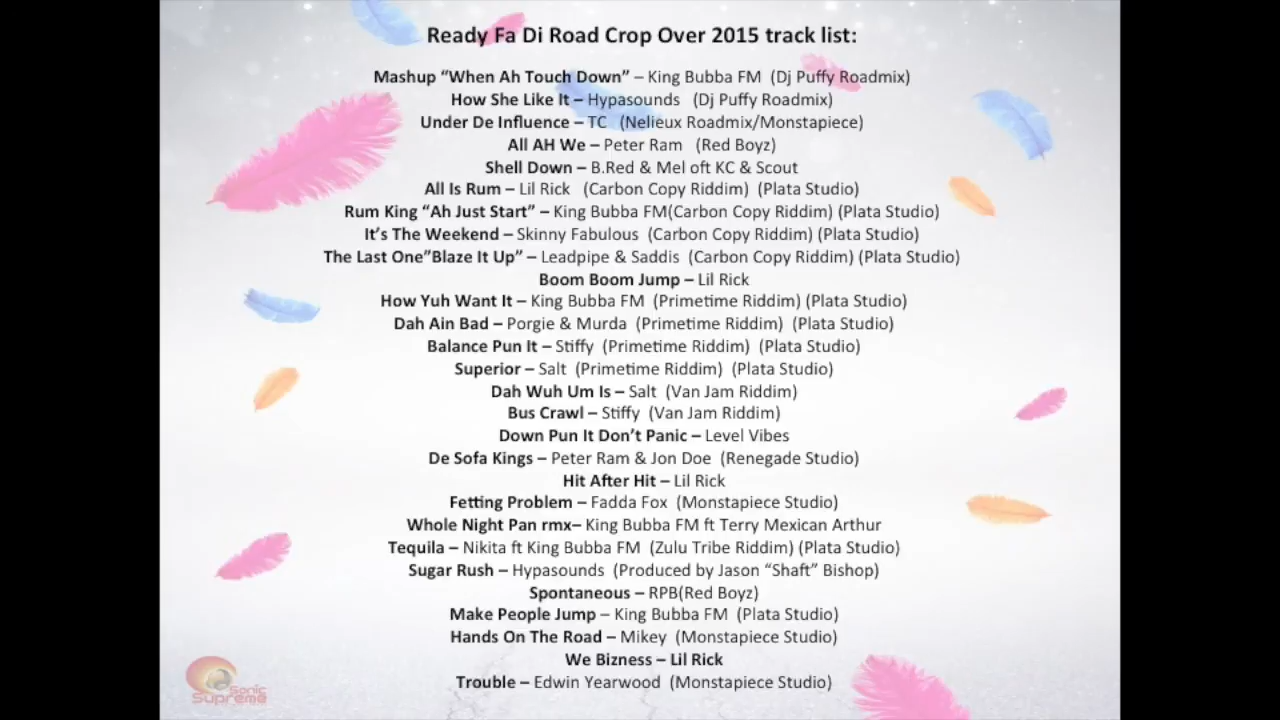 Ready Fa Di Road Crop Over 2015 track list:
Mashup “When Ah Touch Down” – King Bubba FM (Dj Puffy Roadmix)
How She Like It – Hypasounds (Dj Puffy Roadmix)
Under De Influence – TC (Nelieux Roadmix/Monstapiece)
All AH We – Peter Ram (Red Boyz)
Shell Down – B.Red & Mel oft KC & Scout
All Is Rum – Lil Rick (Carbon Copy Riddim) (Plata Studio)
Rum King “Ah Just Start” – King Bubba FM(Carbon Copy Riddim) (Plata Studio)
It’s The Weekend – Skinny Fabulous (Carbon Copy Riddim) (Plata Studio)
The Last One”Blaze It Up” – Leadpipe & Saddis (Carbon Copy Riddim) (Plata Studio)
Boom Boom Jump – Lil Rick
How Yuh Want It – King Bubba FM (Primetime Riddim) (Plata Studio)
Dah Ain Bad – Porgie & Murda (Primetime Riddim) (Plata Studio)
Balance Pun It – Stiffy (Primetime Riddim) (Plata Studio)
Superior – Salt (Primetime Riddim) (Plata Studio)
Dah Wuh Um Is – Salt (Van Jam Riddim)
Bus Crawl – Stiffy (Van Jam Riddim)
Down Pun It Don’t Panic – Level Vibes
De Sofa Kings – Peter Ram & Jon Doe (Renegade Studio)
Hit After Hit – Lil Rick
Fetting Problem – Fadda Fox (Monstapiece Studio)
Whole Night Pan rmx– King Bubba FM ft Terry Mexican Arthur
Tequila – Nikita ft King Bubba FM (Zulu Tribe Riddim) (Plata Studio)
Sugar Rush – Hypasounds (Produced by Jason “Shaft” Bishop)
Spontaneous – RPB(Red Boyz)
Make People Jump – King Bubba FM (Plata Studio)
Hands On The Road – Mikey (Monstapiece Studio)
We Bizness – Lil Rick
Trouble – Edwin Yearwood (Monstapiece Studio)
Sonic
Supreme